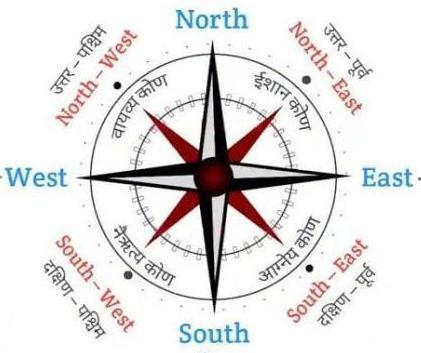 North
उत्तर – पश्चिम
North – West
वायव्य कोण
ईशान कोण
North – East
उत्तर – पूर्व
West
East
नैऋत्य कोण
South – West
दक्षिण – पश्चिम
आग्नेय कोण
South – East
दक्षिण – पूर्व
South